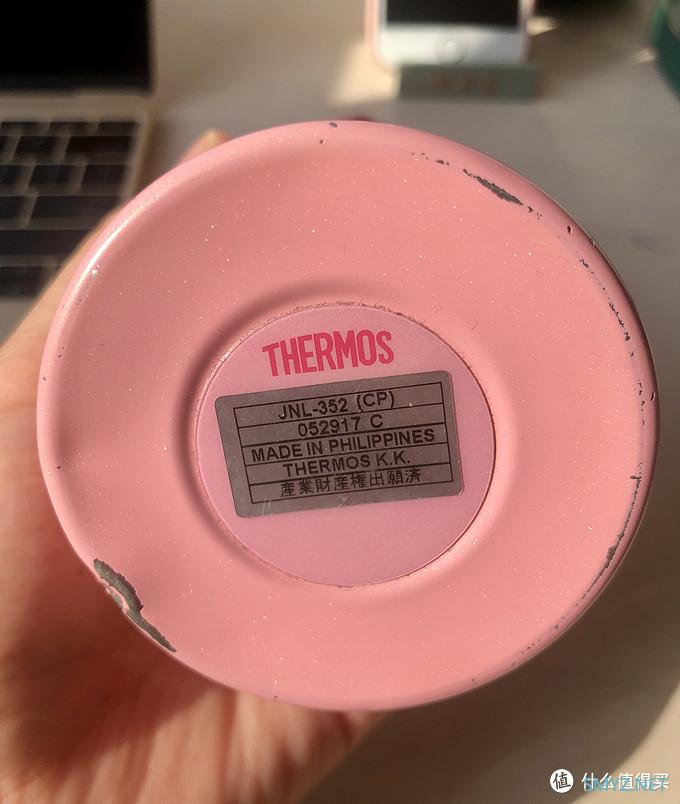 THERMOS
JNL-352 (CP)
052917 C
MADE IN PHILIPPINES
THERMOS K.K.
産業財産権出願済
值 什么值得买